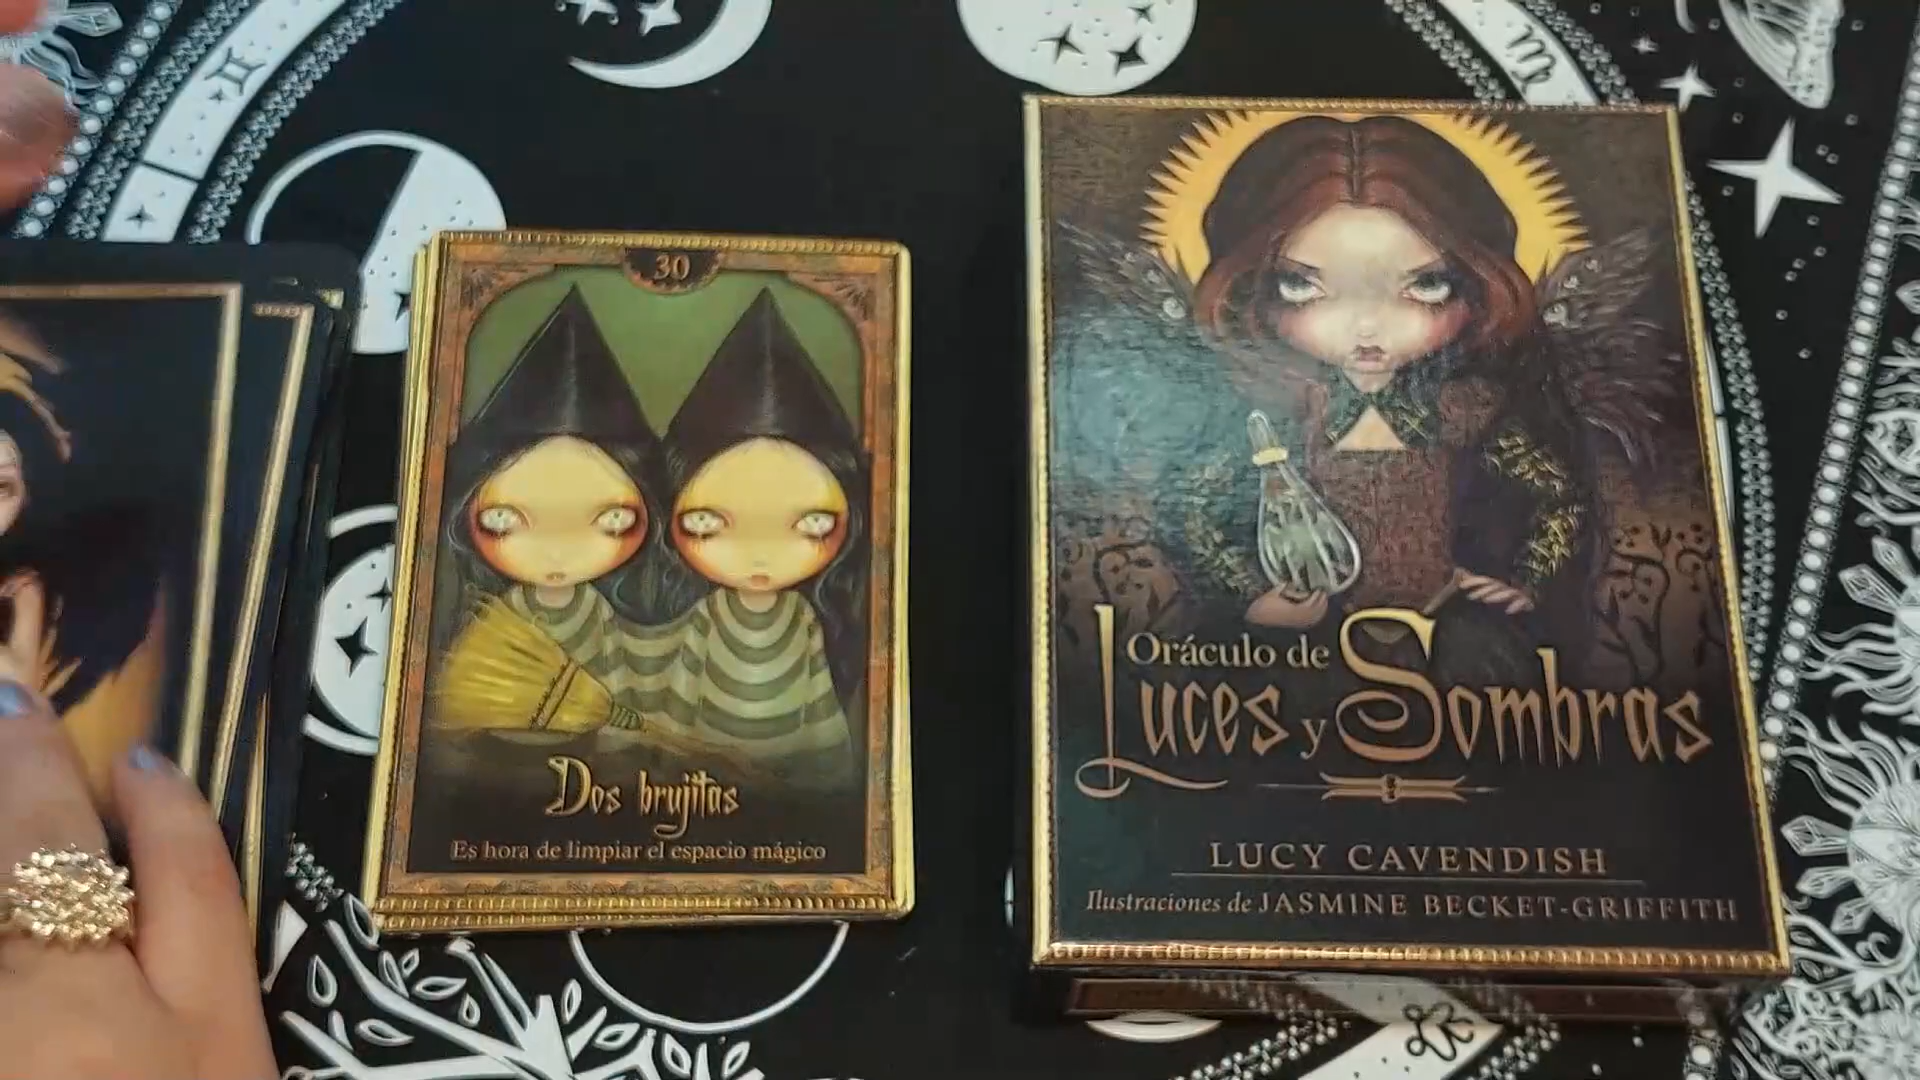 30
Dos brujitas
Es hora de limpiar el espacio mágico
Oráculo de
Luces y Sombras
LUCY CAVENDISH
Ilustraciones de JASMINE BECKET-GRIFFITH